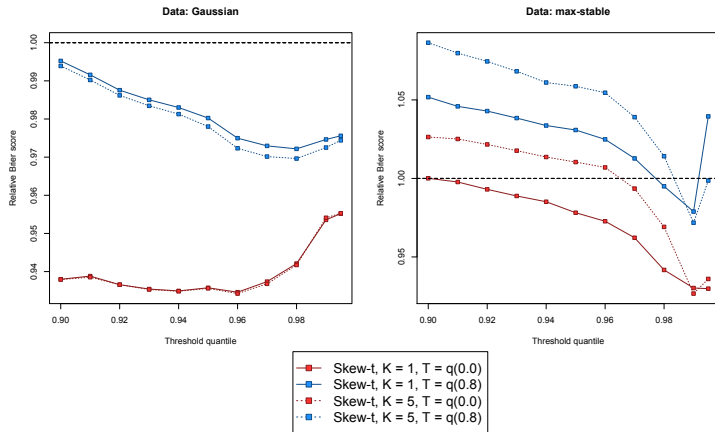 Data: Gaussian
Relative Brier score
1.00
0.99
0.98
0.97
0.96
0.95
0.94
0.90
0.92
0.94
0.96
0.98
Threshold quantile
Data: max-stable
Relative Brier score
1.05
1.00
0.95
0.90
0.92
0.94
0.96
0.98
Threshold quantile
Skew-t, K = 1, T = q(0.0)
Skew-t, K = 1, T = q(0.8)
Skew-t, K = 5, T = q(0.0)
Skew-t, K = 5, T = q(0.8)